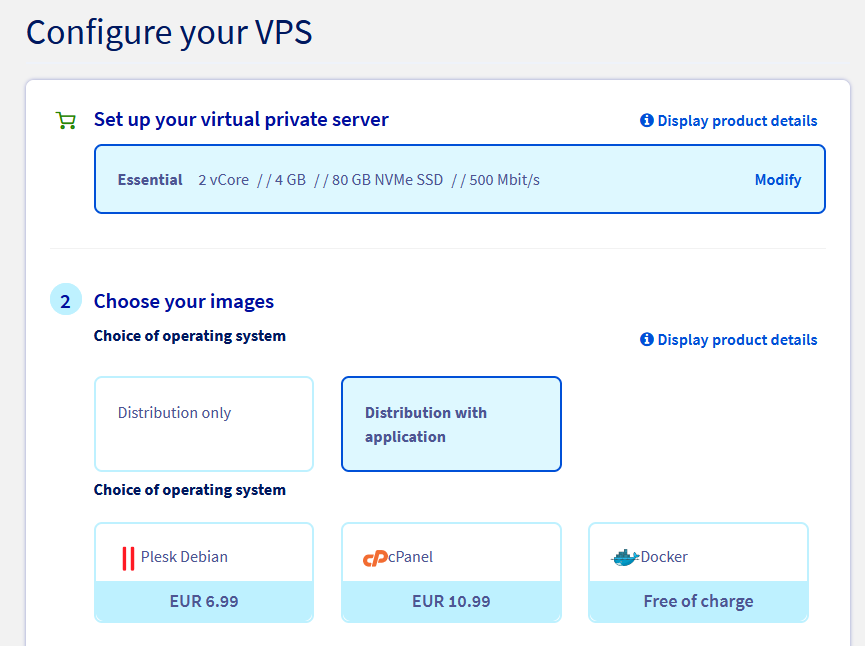 Configure your VPS
Set up your virtual private server
Display product details
Essential 2 vCore // 4 GB // 80 GB NVMe SSD // 500 Mbit/s Modify
2 Choose your images
Choice of operating system
Display product details
Distribution only
Distribution with
application
Choice of operating system
Plesk Debian
EUR 6.99
cP cPanel
EUR 10.99
Docker
Free of charge